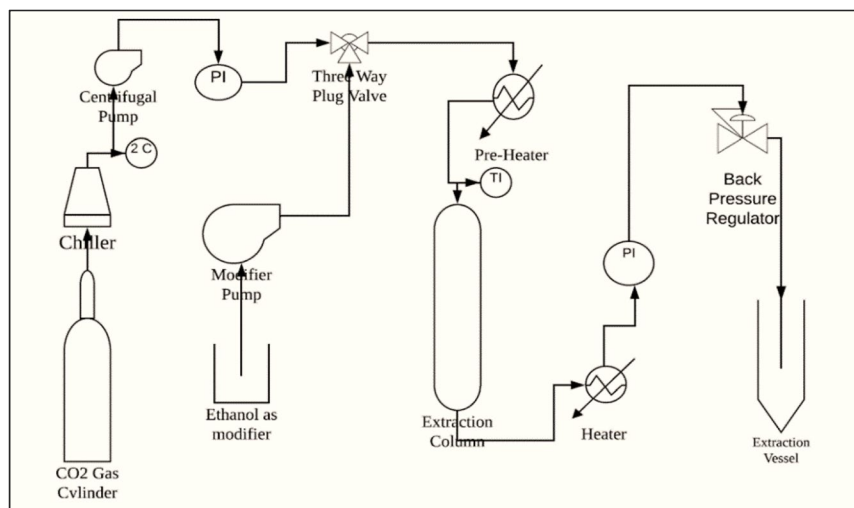 PI
Centrifugal
Pump
Three Way
Plug Valve
2 C
Pre-Heater
TI
Back
Pressure
Regulator
Chiller
Modifier
Pump
PI
Ethanol as
modifier
Extraction
Column
Heater
Extraction
Vessel
CO2 Gas
Cylinder